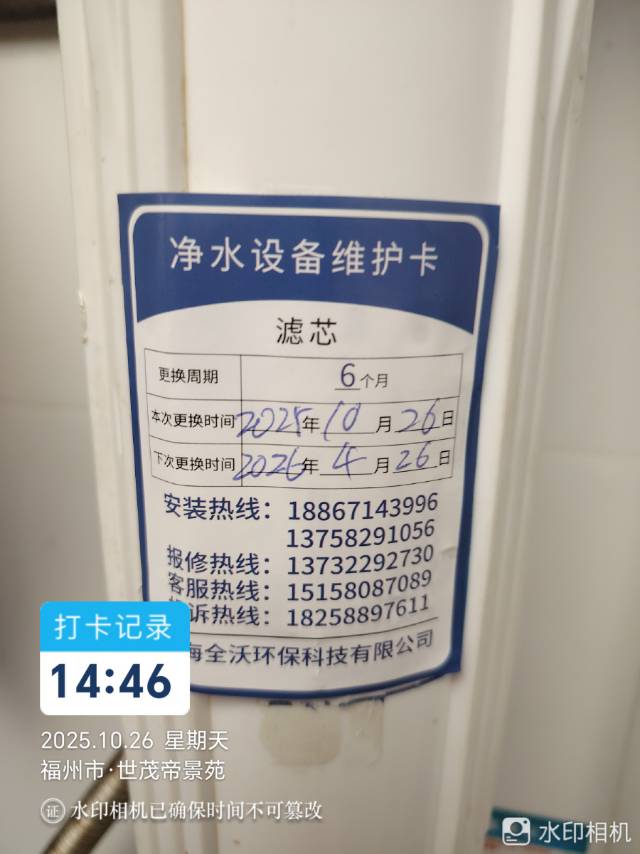 净水设备维护卡
滤芯
更换周期 6个月
本次更换时间 2025年10月26日
下次更换时间 2026年4月26日
安装热线：18867143996
13758291056
报修热线：13732292730
客服热线：15158087089
诉热线：18258897611
海全沃环保科技有限公司
打卡记录
14:46
2025.10.26 星期天
福州市·世茂帝景苑
证 水印相机已确保时间不可篡改
水印相机